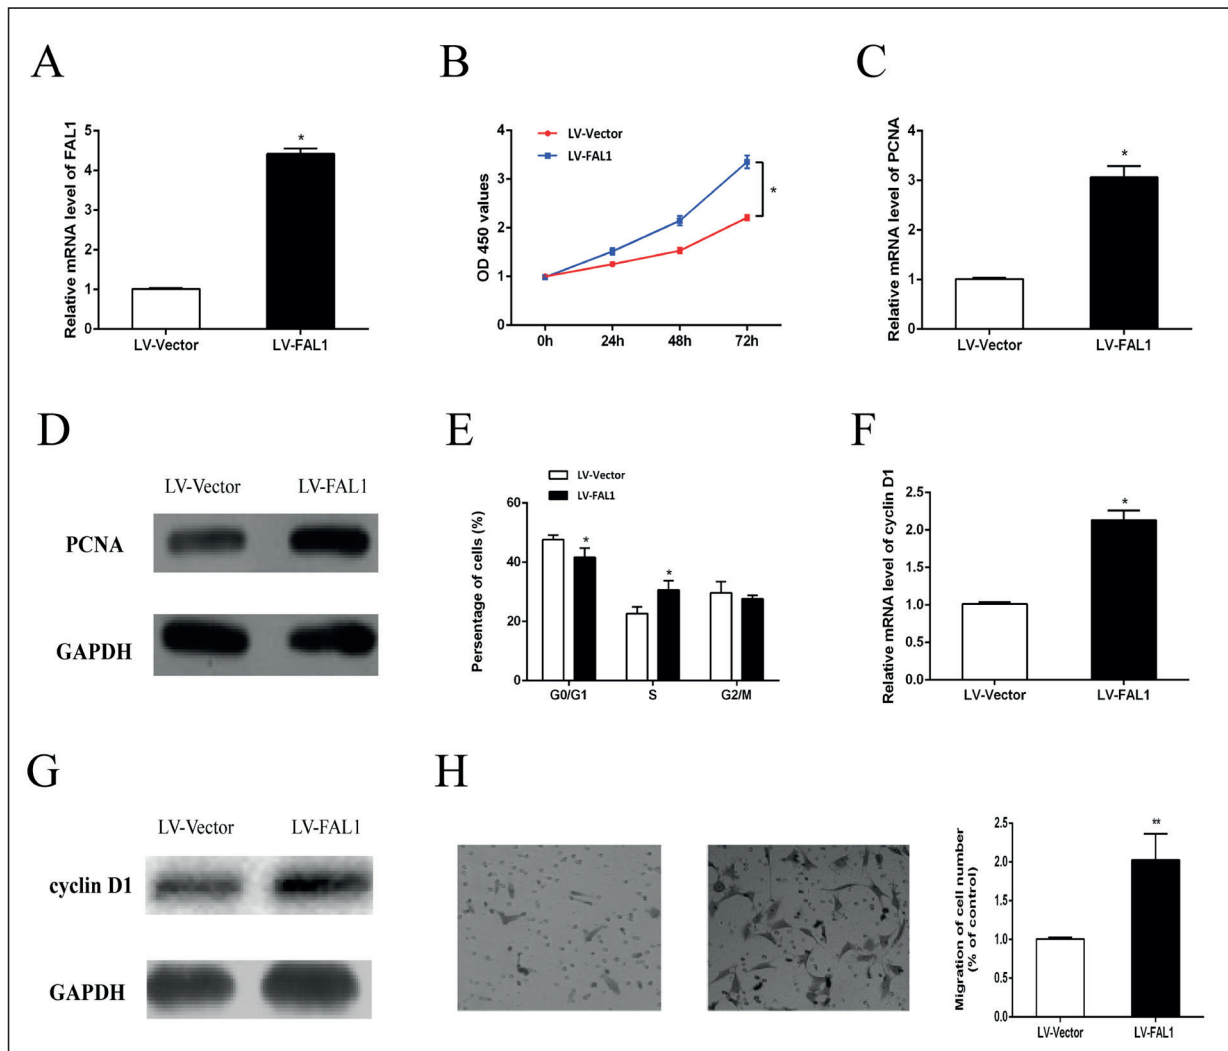 A
Relative mRNA level of FAL1
5
4
3
2
1
0
*
LV-Vector
LV-FAL1
B
OD 450 values
4
3
2
1
0
LV-Vector
LV-FAL1
*
0h
24h
48h
72h
C
Relative mRNA level of PCNA
5
4
3
2
1
0
*
LV-Vector
LV-FAL1
D
LV-Vector
LV-FAL1
PCNA
GAPDH
E
LV-Vector
LV-FAL1
Persentage of cells (%)
60
40
20
0
*
*
G0/G1
S
G2/M
F
Relative mRNA level of cyclin D1
2.5
2.0
1.5
1.0
0.5
0.0
*
LV-Vector
LV-FAL1
G
LV-Vector
LV-FAL1
cyclin D1
GAPDH
H
Migration of cell number
(% of control)
2.5
2.0
1.5
1.0
0.5
0.0
**
LV-Vector
LV-FAL1